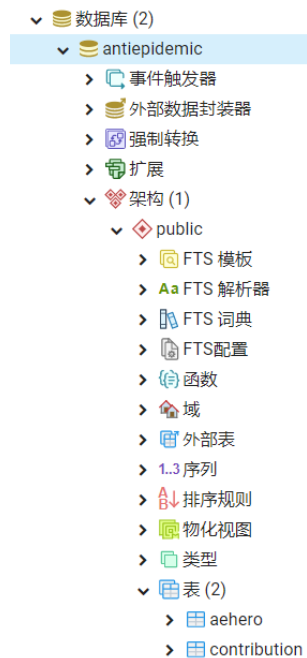 数据库 (2)
antiepidemic
事件触发器
外部数据封装器
强制转换
扩展
架构 (1)
public
FTS 模板
Aa FTS 解析器
FTS 词典
FTS配置
函数
域
外部表
1..3 序列
排序规则
物化视图
类型
表 (2)
aehero
contribution